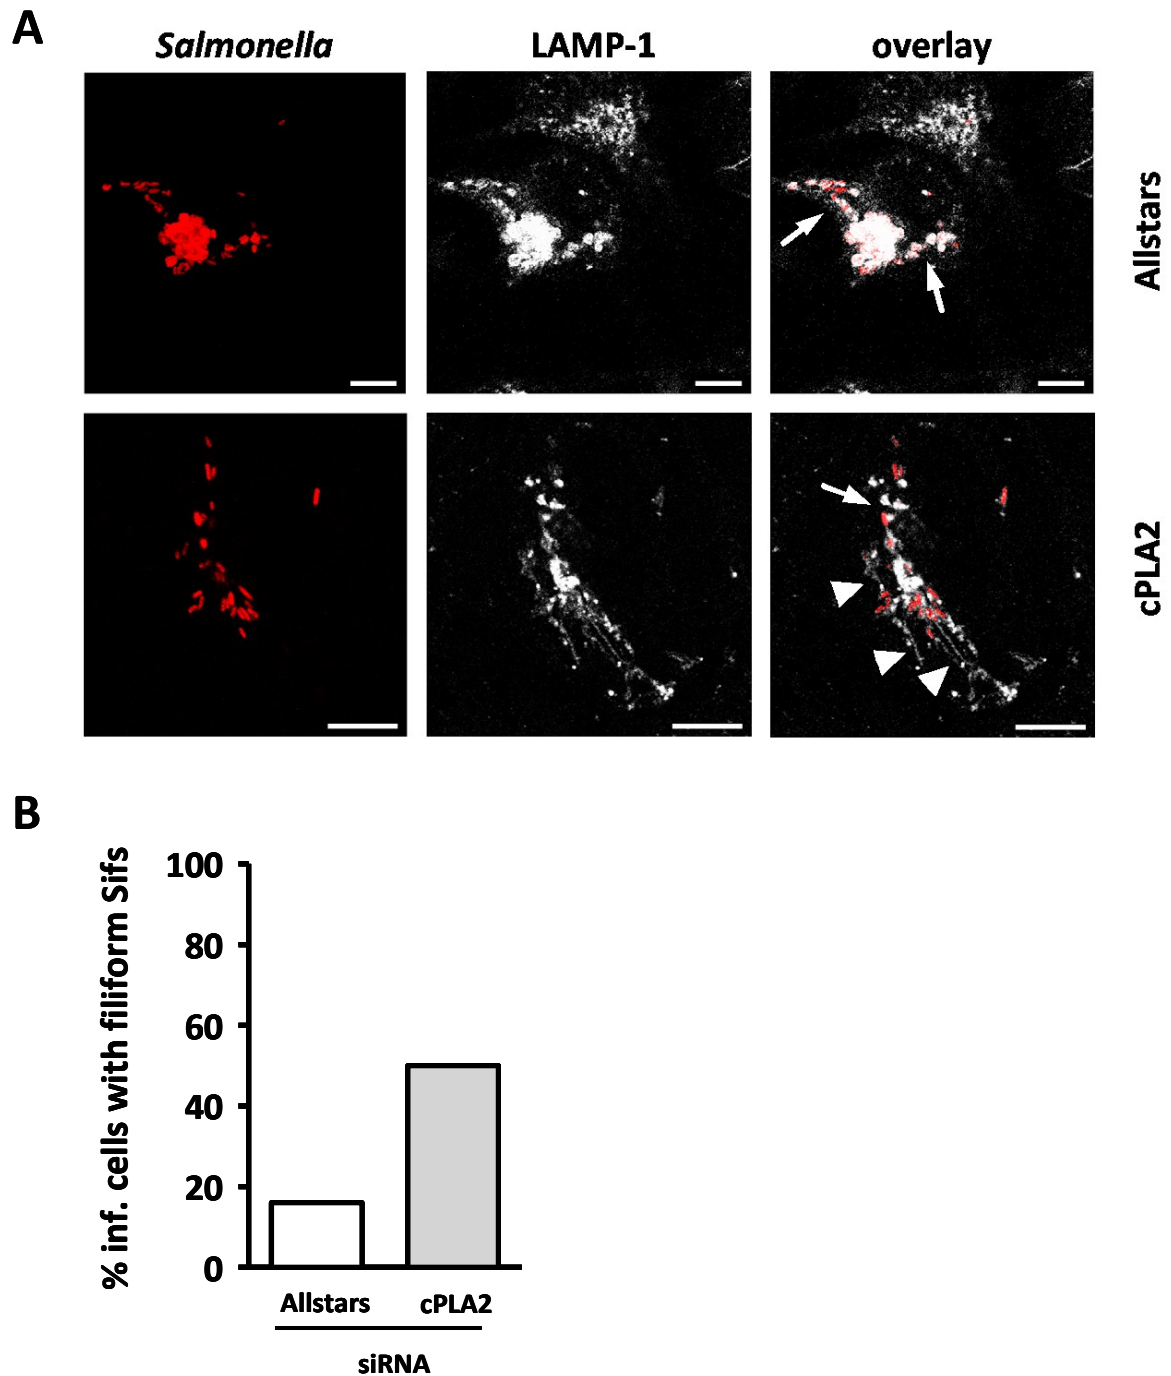 A
Salmonella LAMP-1 overlay
Allstars
cPLA2
B
% inf. cells with filiform Sifs
100
80
60
40
20
0
Allstars cPLA2
siRNA